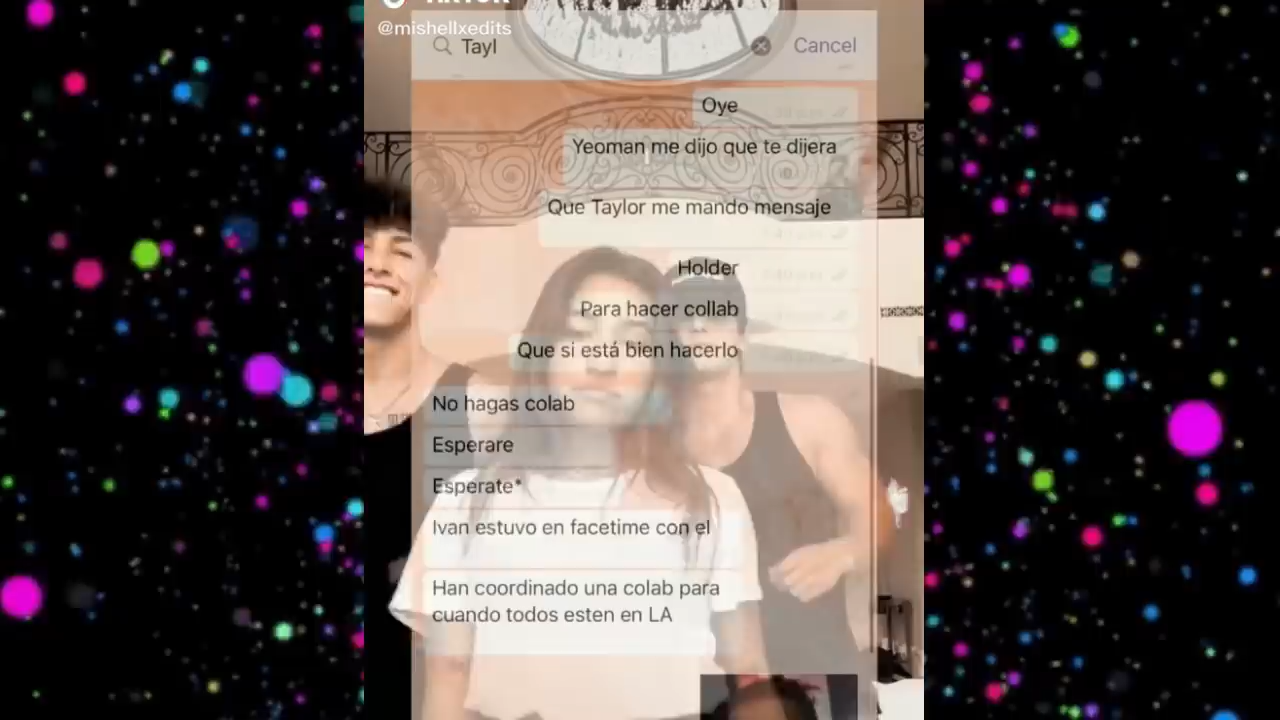 TikTok
@mishellxedits
Tayl
Cancel
Oye
Yeoman me dijo que te dijera
Que Taylor me mando mensaje
Holder
Para hacer collab
Que si está bien hacerlo
No hagas colab
Esperare
Esperate*
Ivan estuvo en facetime con el
Han coordinado una colab para
cuando todos esten en LA